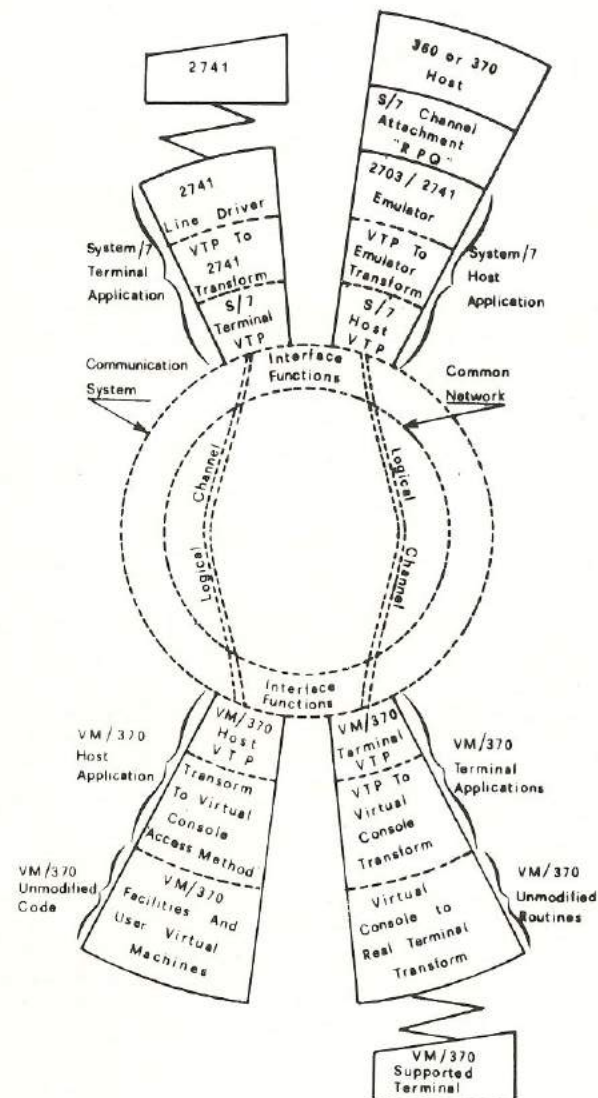 2741
360 or 370
Host
S/7 Channel
Attachment
"RPQ"
2741
Line Driver
VTP To
2741
Transform
S/7
Terminal
VTP
System/7
Terminal
Application
2703/2741
Emulator
VTP To
Emulator
Transform
S/7
Host
VTP
System/7
Host
Application
Communication
System
Interface
Functions
Common
Network
Channel
Logical
Logical
Channel
Interface
Functions
VM/370
Host
Application
VM/370
Host
VTP
Transform
To Virtual
Console
Access Method
VM/370
Unmodified
Code
VM/370
Facilities And
User Virtual
Machines
VM/370
Terminal
VTP
VTP To
Virtual
Console
Transform
VM/370
Terminal
Applications
Virtual
Console to
Real Terminal
Transform
VM/370
Unmodified
Routines
VM/370
Supported
Terminal